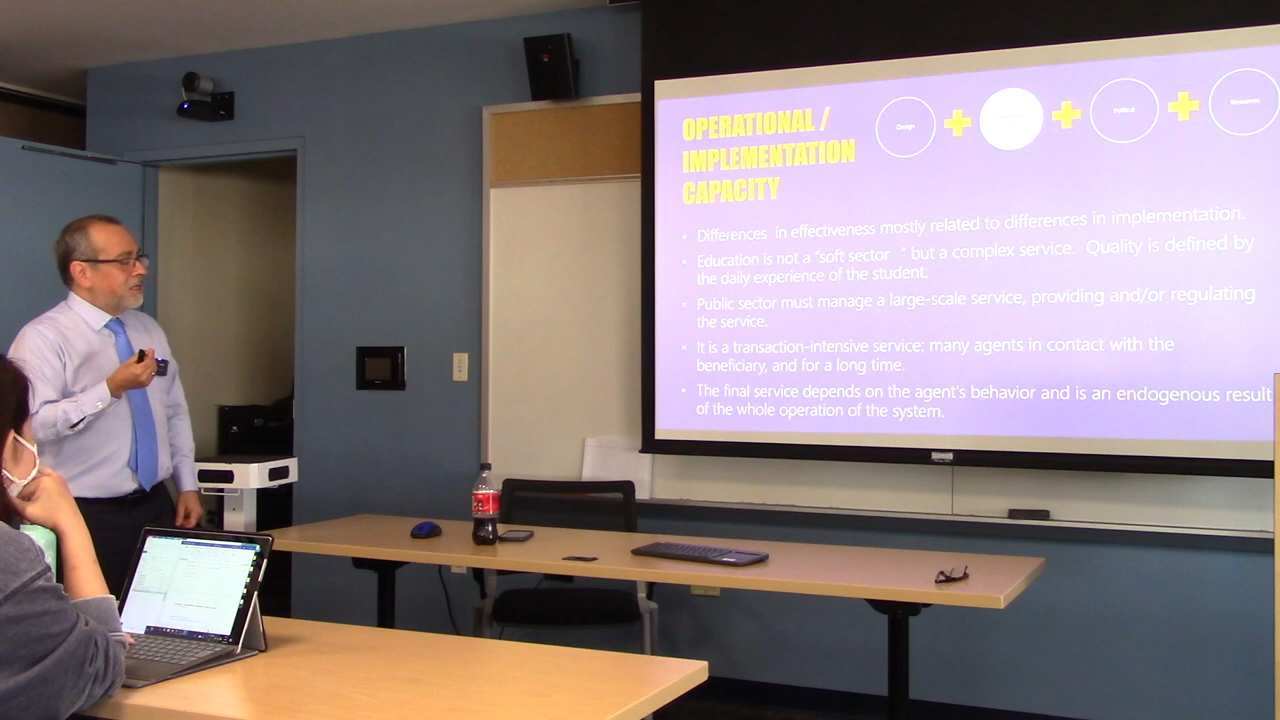 Design
Political
OPERATIONAL /
IMPLEMENTATION
CAPACITY
• Differences in effectiveness mostly related to differences in implementation.
• Education is not a "soft sector " but a complex service. Quality is defined by
the daily experience of the student.
• Public sector must manage a large-scale service, providing and/or regulating
the service.
• It is a transaction-intensive service: many agents in contact with the
beneficiary, and for a long time.
• The final service depends on the agent's behavior and is an endogenous result
of the whole operation of the system.